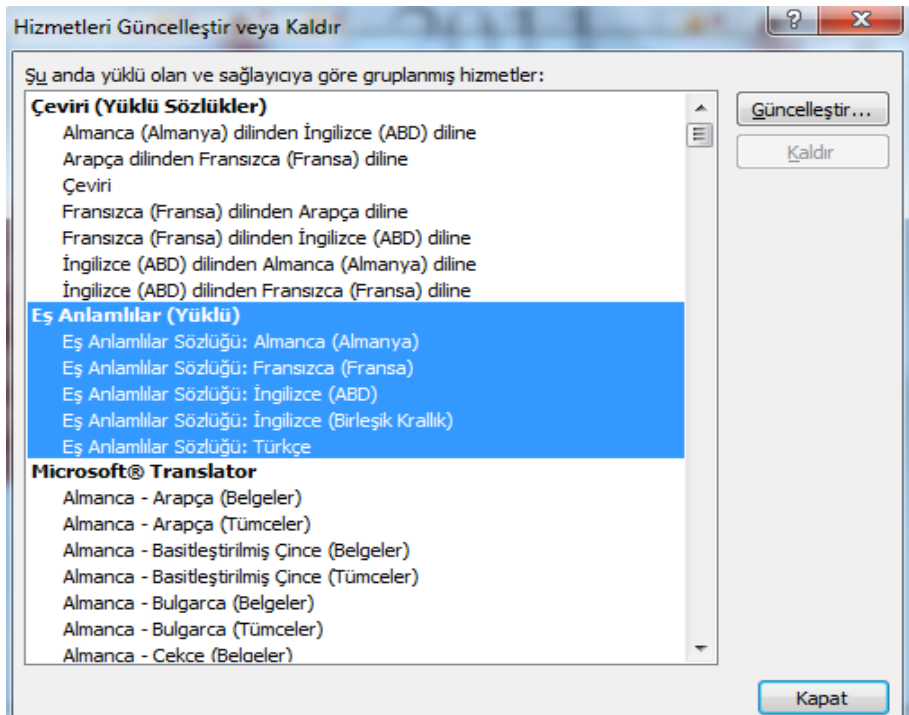 Hizmetleri Güncelleştir veya Kaldır
Şu anda yüklü olan ve sağlayıcıya göre gruplanmış hizmetler:
Çeviri (Yüklü Sözlükler)
Almanca (Almanya) dilinden İngilizce (ABD) diline
Arapça dilinden Fransızca (Fransa) diline
Çeviri
Fransızca (Fransa) dilinden Arapça diline
Fransızca (Fransa) dilinden İngilizce (ABD) diline
İngilizce (ABD) dilinden Almanca (Almanya) diline
İngilizce (ABD) dilinden Fransızca (Fransa) diline
Eş Anlamlılar (Yüklü)
Eş Anlamlılar Sözlüğü: Almanca (Almanya)
Eş Anlamlılar Sözlüğü: Fransızca (Fransa)
Eş Anlamlılar Sözlüğü: İngilizce (ABD)
Eş Anlamlılar Sözlüğü: İngilizce (Birleşik Krallık)
Eş Anlamlılar Sözlüğü: Türkçe
Microsoft® Translator
Almanca - Arapça (Belgeler)
Almanca - Arapça (Tümceler)
Almanca - Basitleştirilmiş Çince (Belgeler)
Almanca - Basitleştirilmiş Çince (Tümceler)
Almanca - Bulgarca (Belgeler)
Almanca - Bulgarca (Tümceler)
Almanca - Çekçe (Belgeler)
Güncelleştir...
Kaldır
Kapat